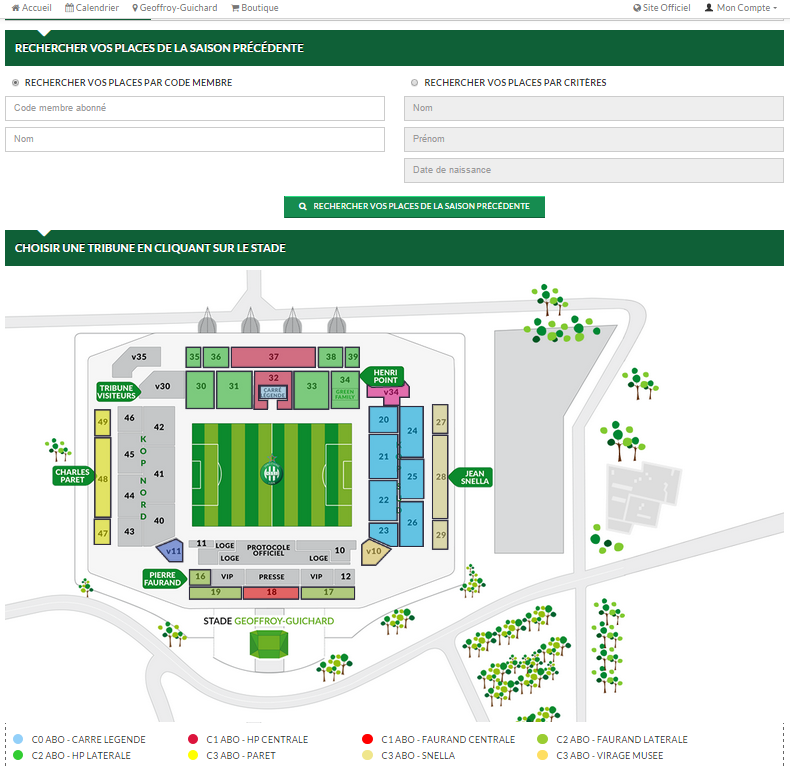 Accueil Calendrier Geoffroy-Guichard Boutique Site Officiel Mon Compte
RECHERCHER VOS PLACES DE LA SAISON PRÉCÉDENTE
RECHERCHER VOS PLACES PAR CODE MEMBRE
Code membre abonné
Nom
RECHERCHER VOS PLACES PAR CRITÈRES
Nom
Prénom
Date de naissance
RECHERCHER VOS PLACES DE LA SAISON PRÉCÉDENTE
CHOISIR UNE TRIBUNE EN CLIQUANT SUR LE STADE
v35
35 36 37 38 39
v30
30 31 32 33 34
CARRÉ
LÉGENDE
GREEN
FAMILY
HENRI
POINT
v34
TRIBUNE
VISITEURS
49
48
47
46
45
44
43
42
41
40
KOP NORD
CHARLES
PARET
20
21
22
23
24
25
26
27
28
29
JEAN
SNELLA
v11
11 LOGE PROTOCOLE
OFFICIEL 10
LOGE LOGE
v10
PIERRE
FAURAND
16 VIP PRESSE VIP 12
19 18 17
STADE GEOFFROY-GUICHARD
C0 ABO - CARRE LEGENDE
C1 ABO - HP CENTRALE
C1 ABO - FAURAND CENTRALE
C2 ABO - FAURAND LATERALE
C2 ABO - HP LATERALE
C3 ABO - PARET
C3 ABO - SNELLA
C3 ABO - VIRAGE MUSEE